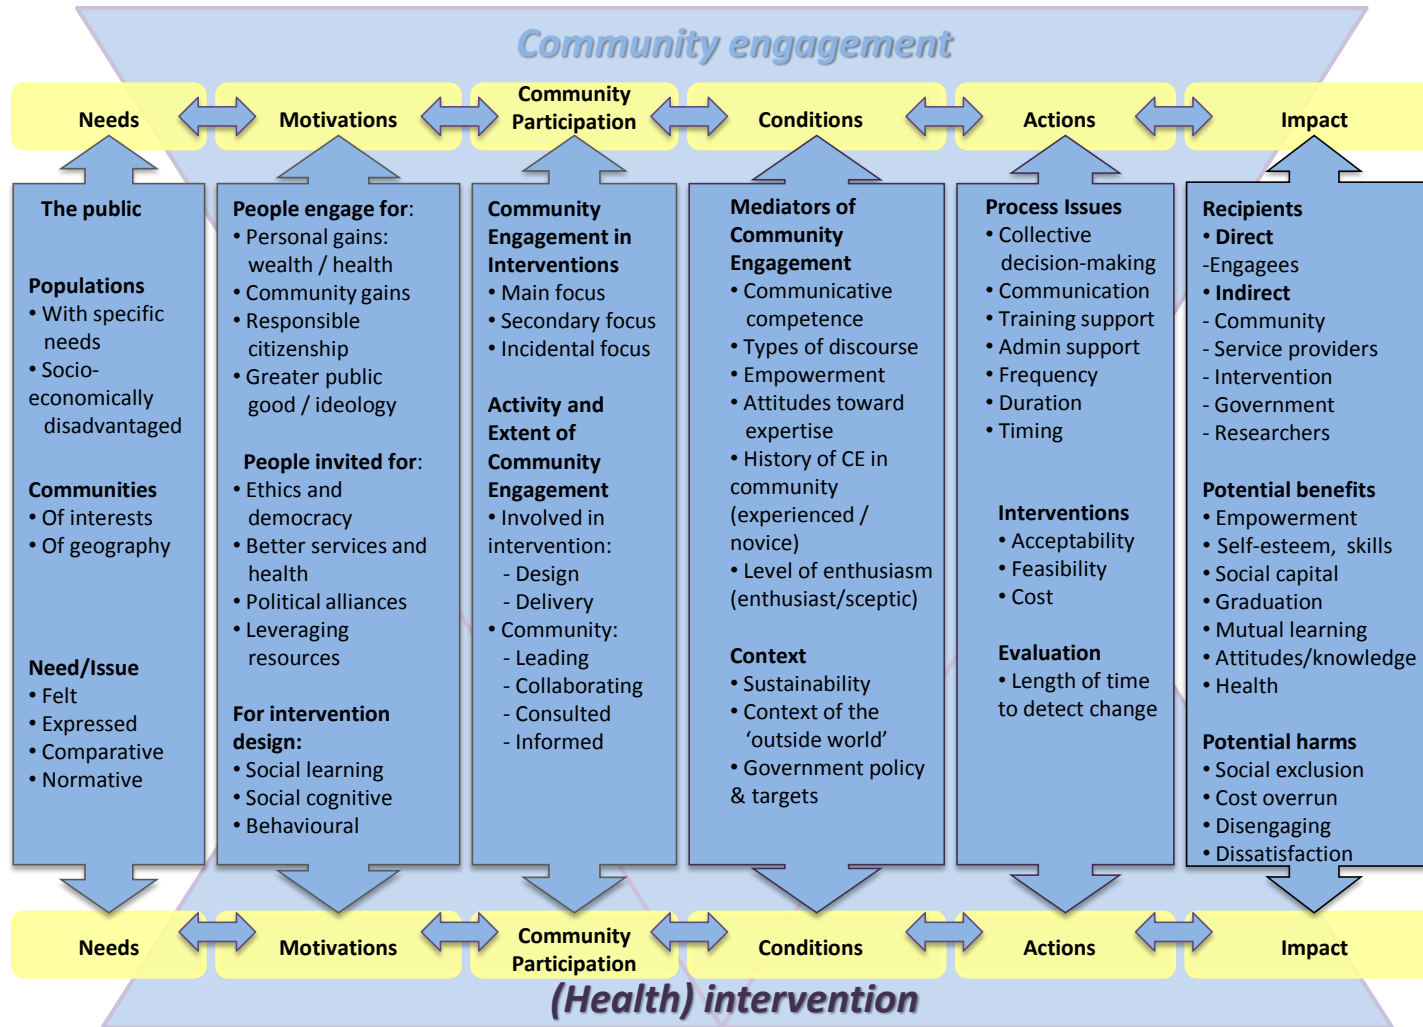 Community engagement
Needs
Motivations
Community
Participation
Conditions
Actions
Impact
The public
Populations
• With specific
needs
• Socio-
economically
disadvantaged
Communities
• Of interests
• Of geography
Need/Issue
• Felt
• Expressed
• Comparative
• Normative
People engage for:
• Personal gains:
wealth / health
• Community gains
• Responsible
citizenship
• Greater public
good / ideology
People invited for:
• Ethics and
democracy
• Better services and
health
• Political alliances
• Leveraging
resources
For intervention
design:
• Social learning
• Social cognitive
• Behavioural
Community
Engagement in
Interventions
• Main focus
• Secondary focus
• Incidental focus
Activity and
Extent of
Community
Engagement
• Involved in
intervention:
- Design
- Delivery
• Community:
- Leading
- Collaborating
- Consulted
- Informed
Mediators of
Community
Engagement
• Communicative
competence
• Types of discourse
• Empowerment
• Attitudes toward
expertise
• History of CE in
community
(experienced /
novice)
• Level of enthusiasm
(enthusiast/sceptic)
Context
• Sustainability
• Context of the
‘outside world’
• Government policy
& targets
Process Issues
• Collective
decision-making
• Communication
• Training support
• Admin support
• Frequency
• Duration
• Timing
Interventions
• Acceptability
• Feasibility
• Cost
Evaluation
• Length of time
to detect change
Recipients
• Direct
-Engagees
• Indirect
- Community
- Service providers
- Intervention
- Government
- Researchers
Potential benefits
• Empowerment
• Self-esteem, skills
• Social capital
• Graduation
• Mutual learning
• Attitudes/knowledge
• Health
Potential harms
• Social exclusion
• Cost overrun
• Disengaging
• Dissatisfaction
Needs
Motivations
Community
Participation
Conditions
Actions
Impact
(Health) intervention